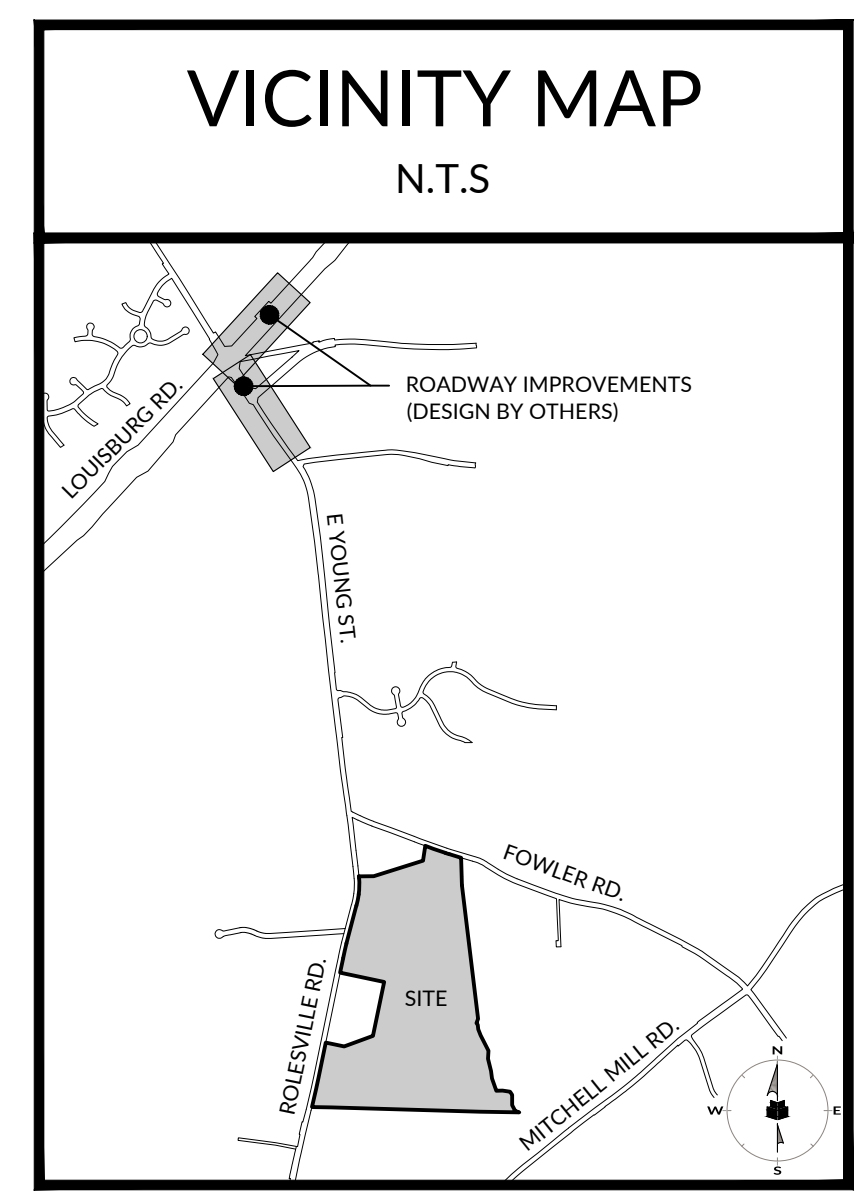 VICINITY MAP
N.T.S
ROADWAY IMPROVEMENTS
(DESIGN BY OTHERS)
LOUISBURG RD.
E YOUNG ST.
FOWLER RD.
SITE
ROLESVILLE RD.
MITCHELL MILL RD.
N
W
E
S